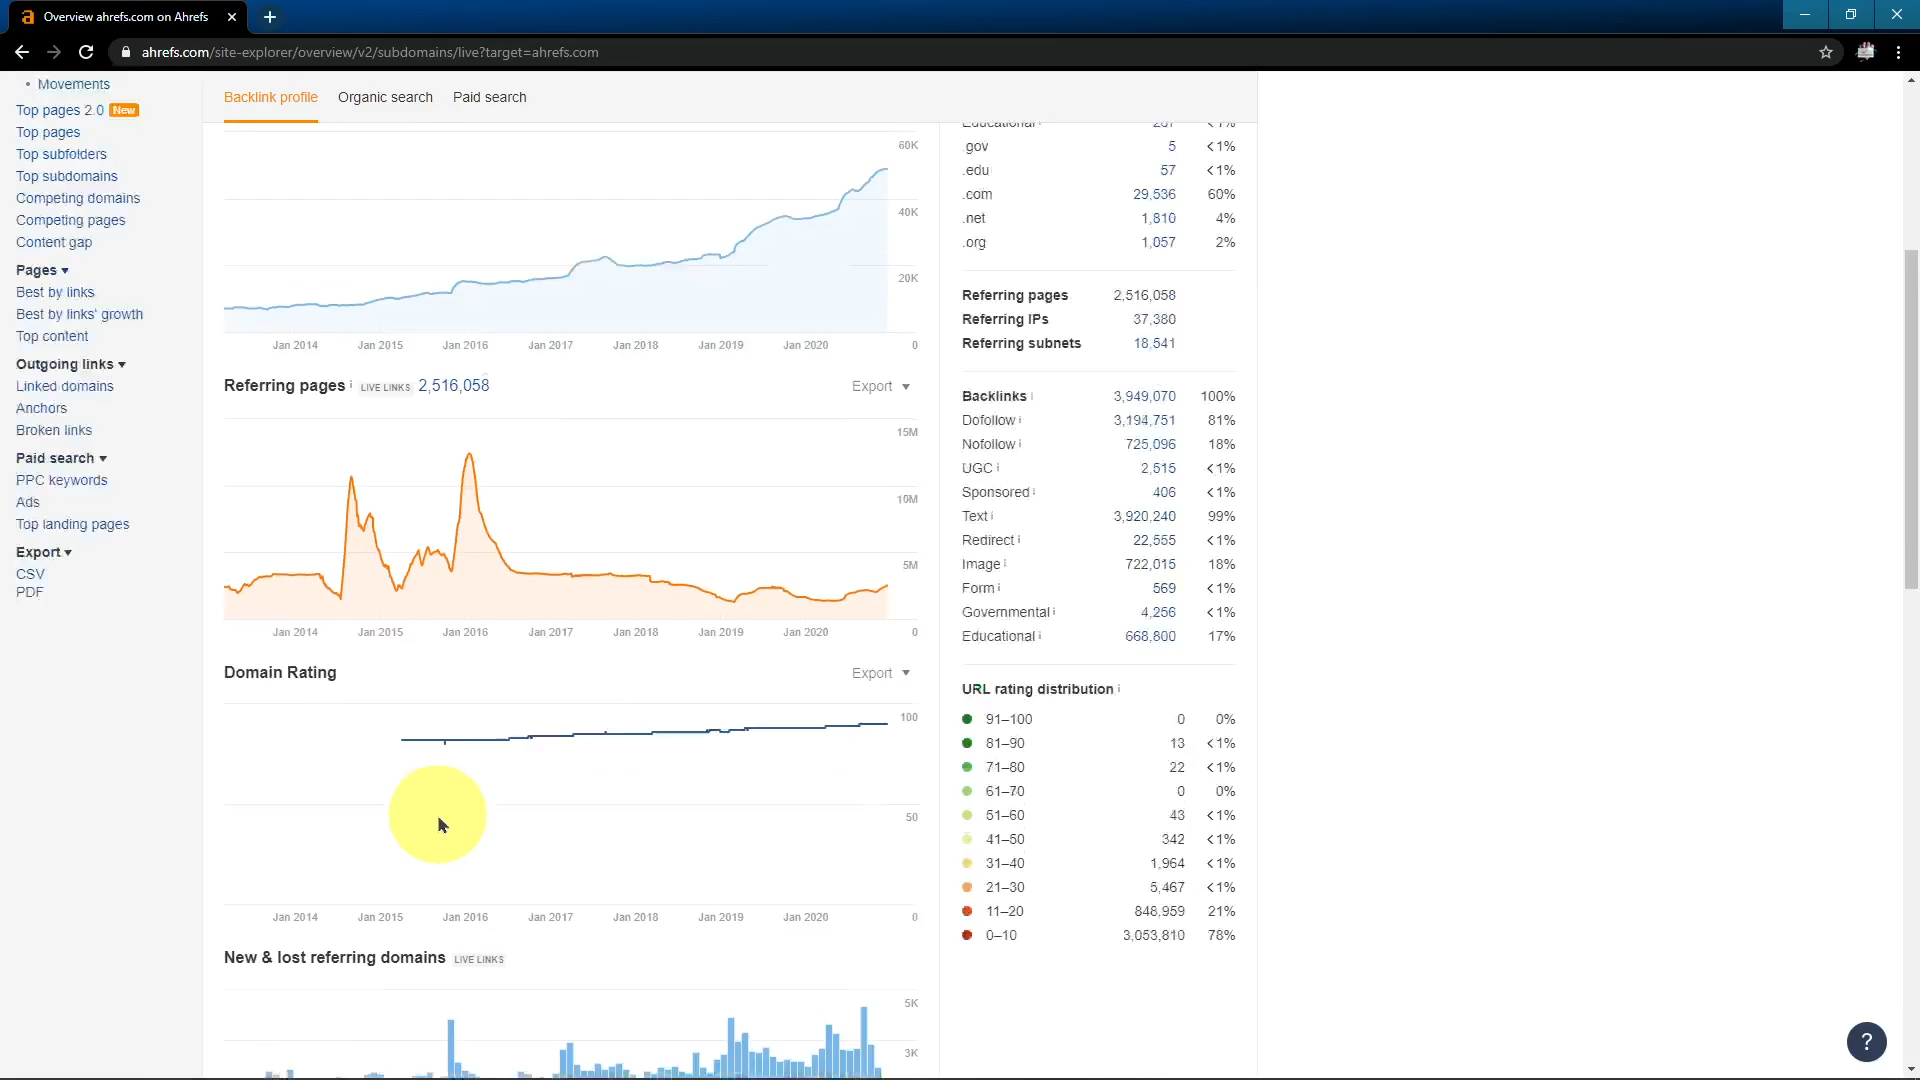 Overview ahrefs.com on Ahrefs
ahrefs.com/site-explorer/overview/v2/subdomains/live?target=ahrefs.com
Movements
Top pages 2.0 New
Top pages
Top subfolders
Top subdomains
Competing domains
Competing pages
Content gap
Pages
Best by links
Best by links' growth
Top content
Outgoing links
Linked domains
Anchors
Broken links
Paid search
PPC keywords
Ads
Top landing pages
Export
CSV
PDF
Backlink profile Organic search Paid search
60K
40K
20K
0
Jan 2014 Jan 2015 Jan 2016 Jan 2017 Jan 2018 Jan 2019 Jan 2020
Referring pages i LIVE LINKS 2,516,058 Export
15M
10M
5M
0
Jan 2014 Jan 2015 Jan 2016 Jan 2017 Jan 2018 Jan 2019 Jan 2020
Domain Rating Export
100
50
0
Jan 2014 Jan 2015 Jan 2016 Jan 2017 Jan 2018 Jan 2019 Jan 2020
New & lost referring domains LIVE LINKS
5K
3K
Educational <1%
.gov 5 <1%
.edu 57 <1%
.com 29,536 60%
.net 1,810 4%
.org 1,057 2%
Referring pages 2,516,058
Referring IPs 37,380
Referring subnets 18,541
Backlinks i 3,949,070 100%
Dofollow i 3,194,751 81%
Nofollow i 725,096 18%
UGC i 2,515 <1%
Sponsored i 406 <1%
Text i 3,920,240 99%
Redirect i 22,555 <1%
Image i 722,015 18%
Form i 569 <1%
Governmental i 4,256 <1%
Educational i 668,800 17%
URL rating distribution i
91–100 0 0%
81–90 13 <1%
71–80 22 <1%
61–70 0 0%
51–60 43 <1%
41–50 342 <1%
31–40 1,964 <1%
21–30 5,467 <1%
11–20 848,959 21%
0–10 3,053,810 78%
?